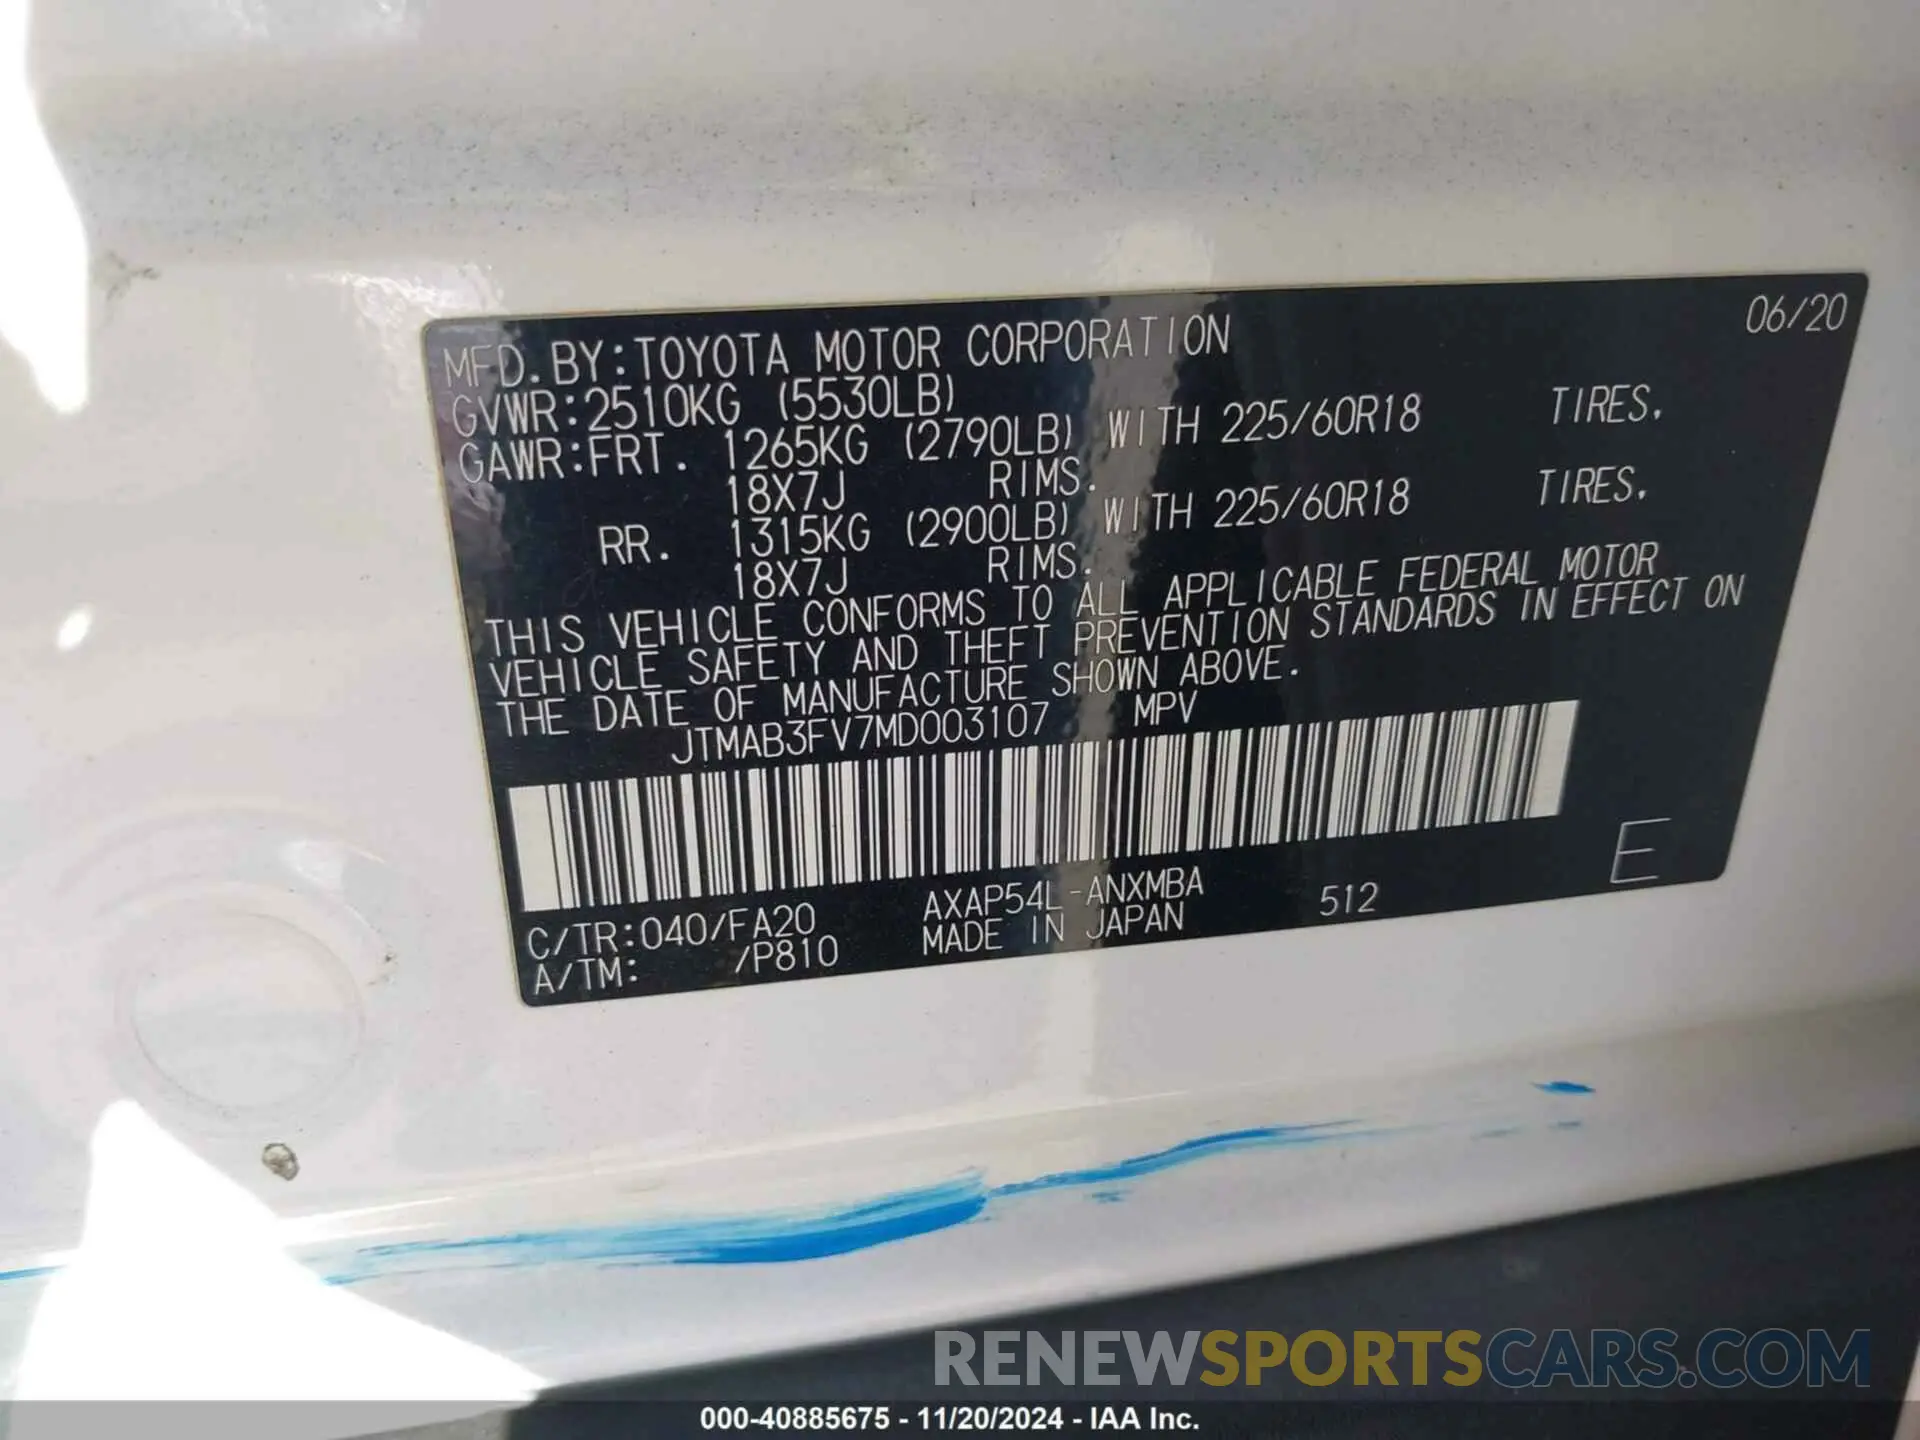 06/20
MFD. BY:TOYOTA MOTOR CORPORATION
GVWR:2510KG (5530LB)
GAWR:FRT. 1265KG (2790LB) WITH 225/60R18 TIRES.
18X7J RIMS.
RR. 1315KG (2900LB) WITH 225/60R18 TIRES.
18X7J RIMS.
THIS VEHICLE CONFORMS TO ALL APPLICABLE FEDERAL MOTOR
VEHICLE SAFETY AND THEFT PREVENTION STANDARDS IN EFFECT ON
THE DATE OF MANUFACTURE SHOWN ABOVE.
JTMAB3FV7MD003107 MPV
C/TR:040/FA20 AXAP54L-ANXMBA 512 E
A/TM: /P810 MADE IN JAPAN
RENEWSPORTSCARS.COM
000-40885675 - 11/20/2024 - IAA Inc.